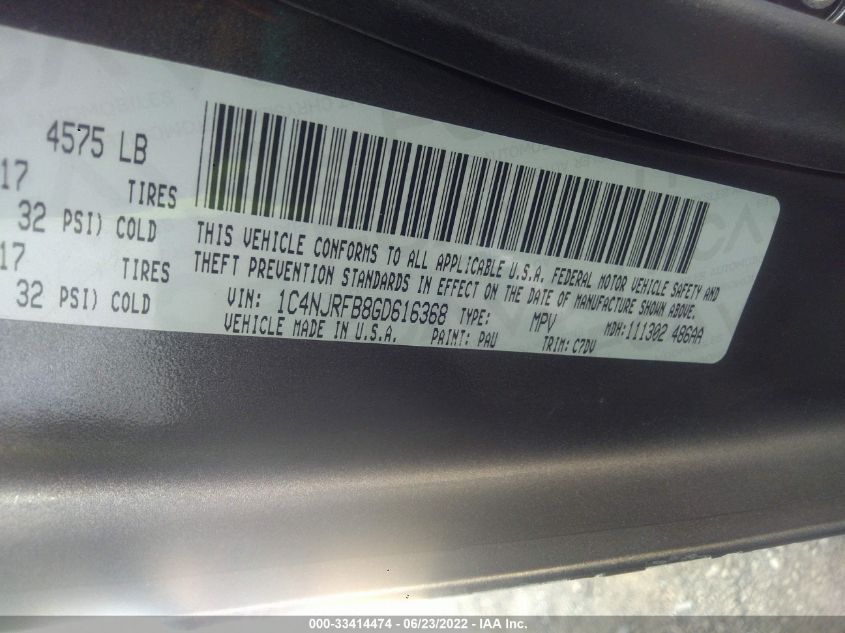 4575 LB
17 TIRES
32 PSI) COLD
17 TIRES
32 PSI) COLD
THIS VEHICLE CONFORMS TO ALL APPLICABLE U.S.A. FEDERAL MOTOR VEHICLE SAFETY AND
THEFT PREVENTION STANDARDS IN EFFECT ON THE DATE OF MANUFACTURE SHOWN ABOVE.
VIN: 1C4NJRFB8GD616368 TYPE: MPV MDH:111302 486AA
VEHICLE MADE IN U.S.A. PAINT: PAU TRIM: C7DV
000-33414474 - 06/23/2022 - IAA Inc.